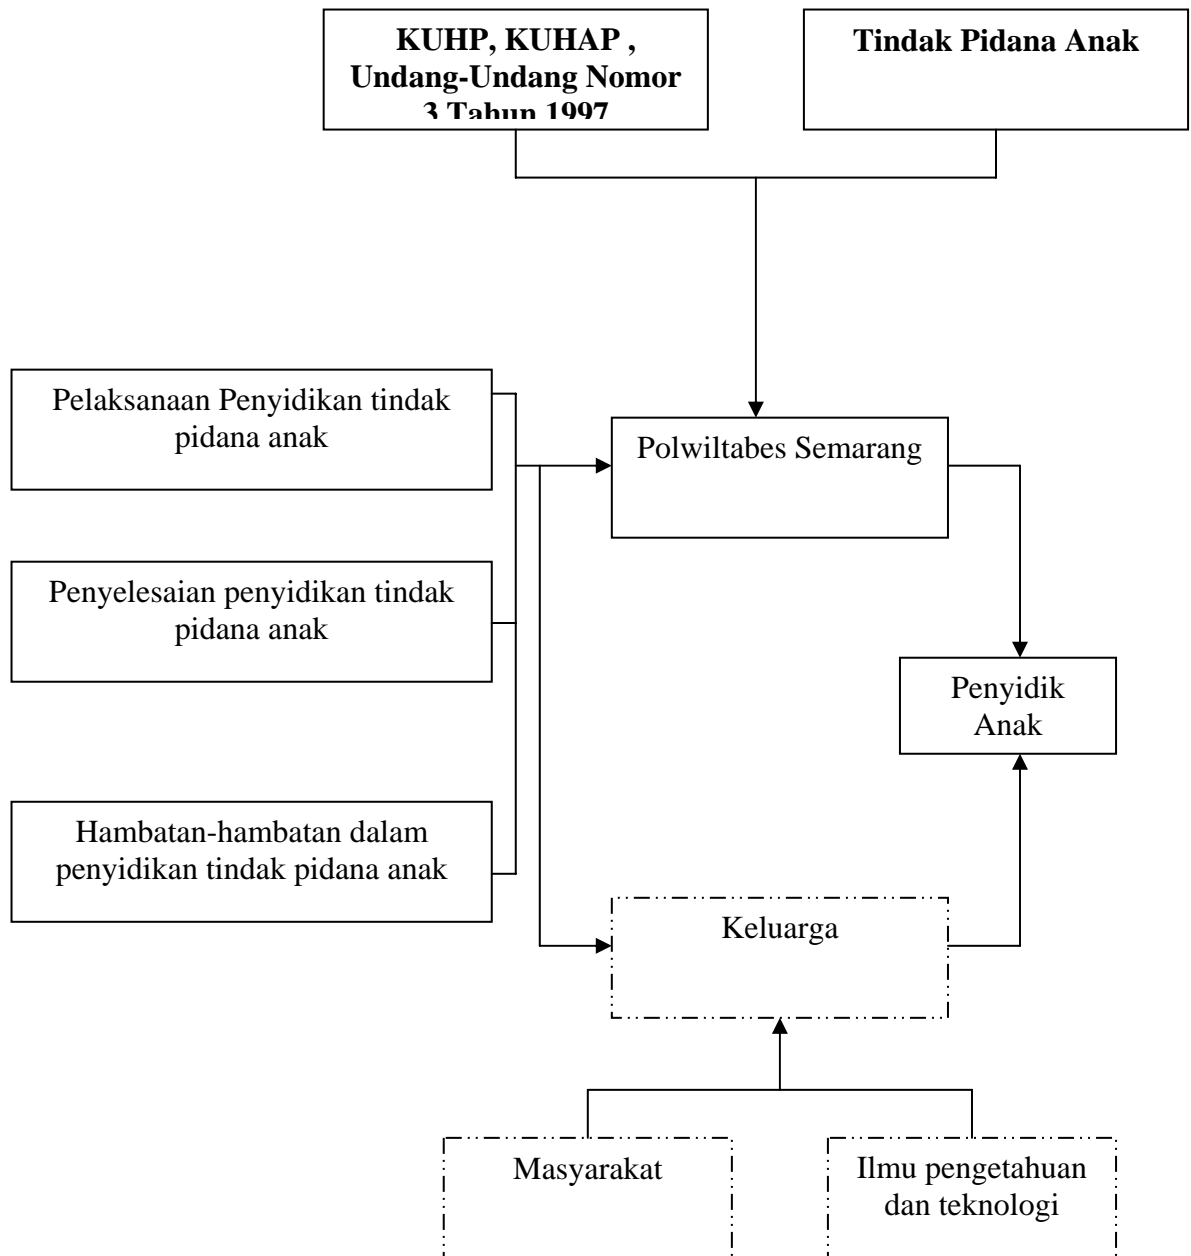 KUHP, KUHAP ,
Undang-Undang Nomor
3 Tahun 1997
Tindak Pidana Anak
Pelaksanaan Penyidikan tindak
pidana anak
Polwiltabes Semarang
Penyelesaian penyidikan tindak
pidana anak
Penyidik
Anak
Hambatan-hambatan dalam
penyidikan tindak pidana anak
Keluarga
Masyarakat
Ilmu pengetahuan
dan teknologi